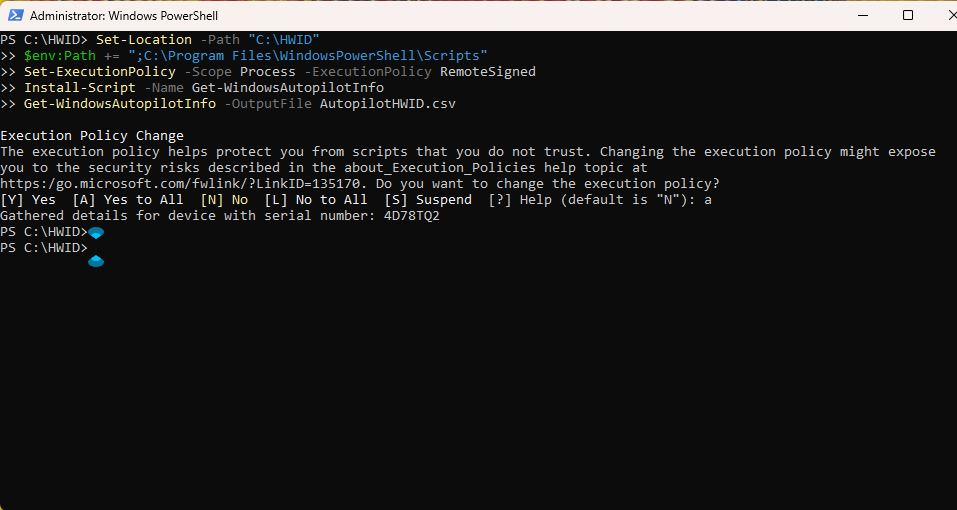 Administrator: Windows PowerShell
PS C:\HWID> Set-Location -Path "C:\HWID"
>> $env:Path += ";C:\Program Files\WindowsPowerShell\Scripts"
>> Set-ExecutionPolicy -Scope Process -ExecutionPolicy RemoteSigned
>> Install-Script -Name Get-WindowsAutopilotInfo
>> Get-WindowsAutopilotInfo -OutputFile AutopilotHWID.csv
Execution Policy Change
The execution policy helps protect you from scripts that you do not trust. Changing the execution policy might expose
you to the security risks described in the about_Execution_Policies help topic at
https:/go.microsoft.com/fwlink/?LinkID=135170. Do you want to change the execution policy?
[Y] Yes  [A] Yes to All  [N] No  [L] No to All  [S] Suspend  [?] Help (default is "N"): a
Gathered details for device with serial number: 4D78TQ2
PS C:\HWID>
PS C:\HWID>